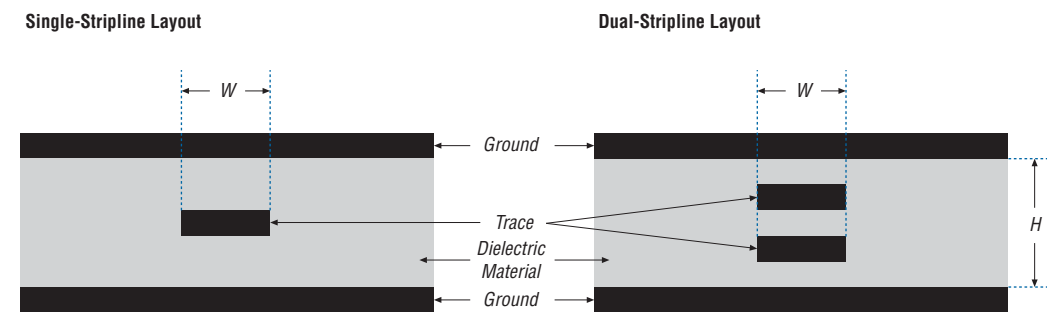 Single-Stripline Layout
Dual-Stripline Layout
W
W
Ground
Trace
H
Dielectric
Material
Ground